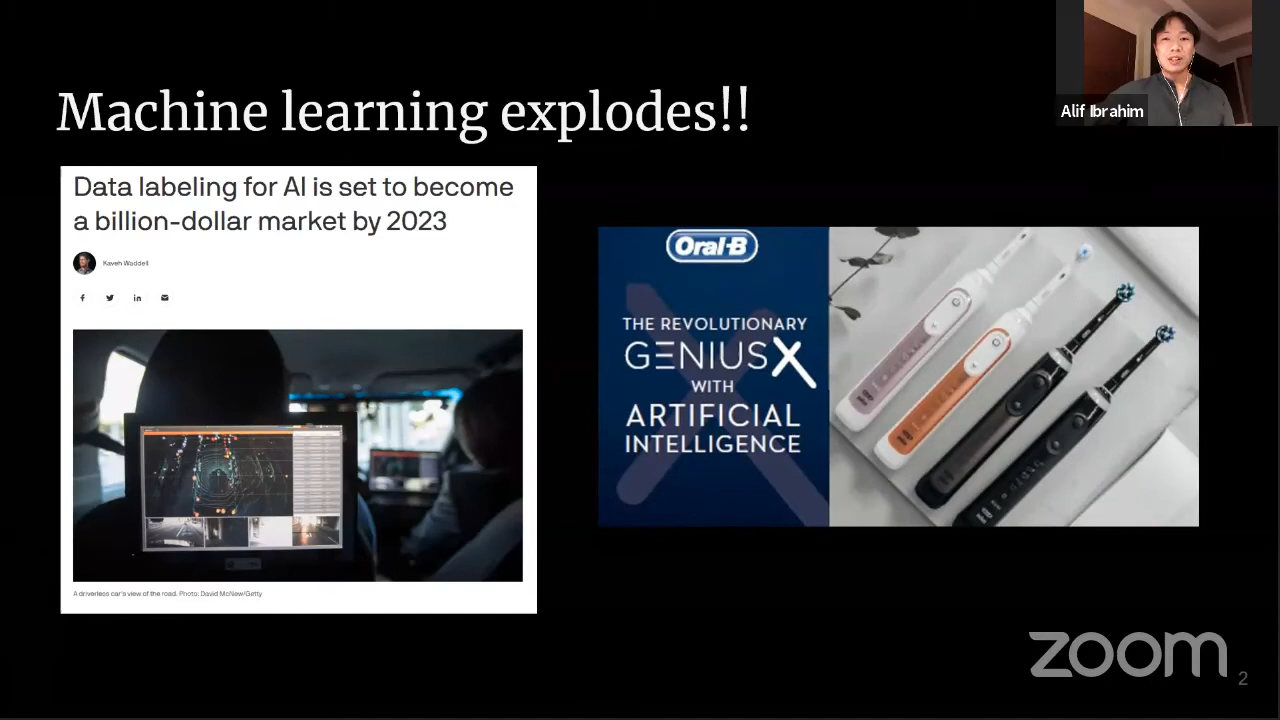 Machine learning explodes!!
Alif Ibrahim
Data labeling for AI is set to become
a billion-dollar market by 2023
Kaveh Waddell
A driverless car's view of the road. Photo: David McNew/Getty
Oral-B
THE REVOLUTIONARY
GENIUS X
WITH
ARTIFICIAL
INTELLIGENCE
zoom
2